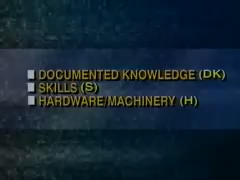 DOCUMENTED KNOWLEDGE (DK)
SKILLS (S)
HARDWARE/MACHINERY (H)